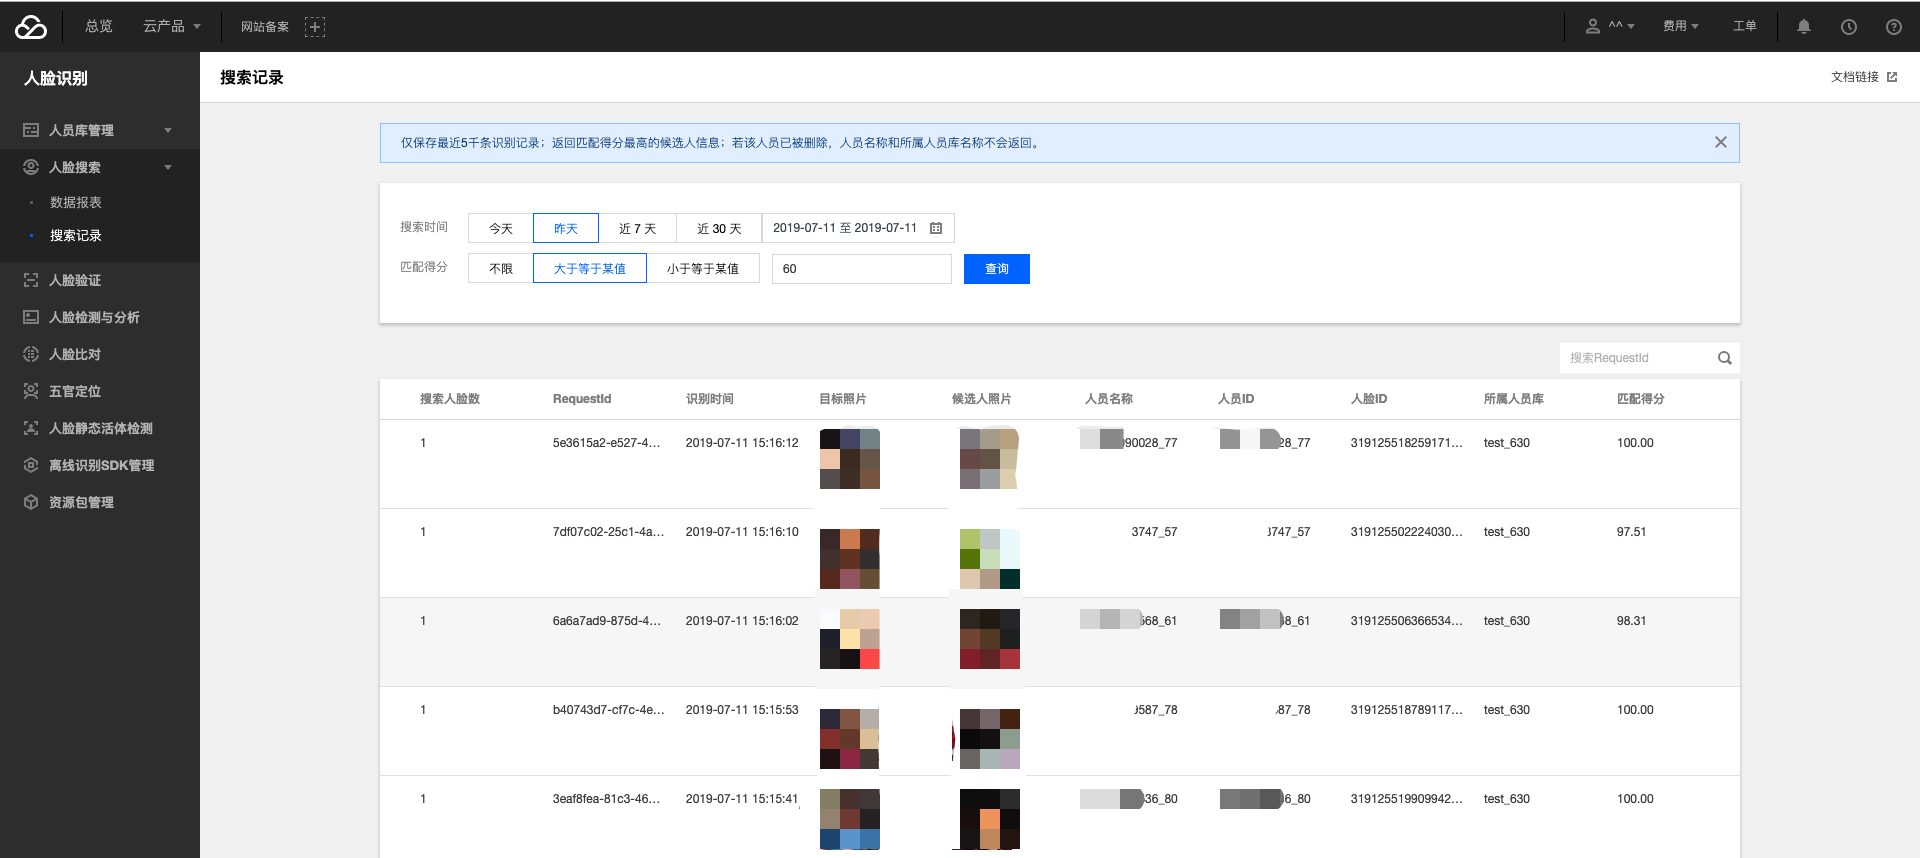 总览 云产品 网站备案 ^^ 费用 工单
人脸识别
人员库管理
人脸搜索
数据报表
搜索记录
人脸验证
人脸检测与分析
人脸比对
五官定位
人脸静态活体检测
离线识别SDK管理
资源包管理
搜索记录 文档链接
仅保存最近5千条识别记录；返回匹配得分最高的候选人信息；若该人员已被删除，人员名称和所属人员库名称不会返回。
搜索时间 今天 昨天 近 7 天 近 30 天 2019-07-11 至 2019-07-11
匹配得分 不限 大于等于某值 小于等于某值 60 查询
搜索RequestId
搜索人脸数 RequestId 识别时间 目标照片 候选人照片 人员名称 人员ID 人脸ID 所属人员库 匹配得分
1 5e3615a2-e527-4... 2019-07-11 15:16:12 90028_77 28_77 319125518259171... test_630 100.00
1 7df07c02-25c1-4a... 2019-07-11 15:16:10 3747_57 3747_57 319125502224030... test_630 97.51
1 6a6a7ad9-875d-4... 2019-07-11 15:16:02 568_61 8_61 319125506366534... test_630 98.31
1 b40743d7-cf7c-4e... 2019-07-11 15:15:53 9587_78 87_78 319125518789117... test_630 100.00
1 3eaf8fea-81c3-46... 2019-07-11 15:15:41 36_80 6_80 319125519909942... test_630 100.00